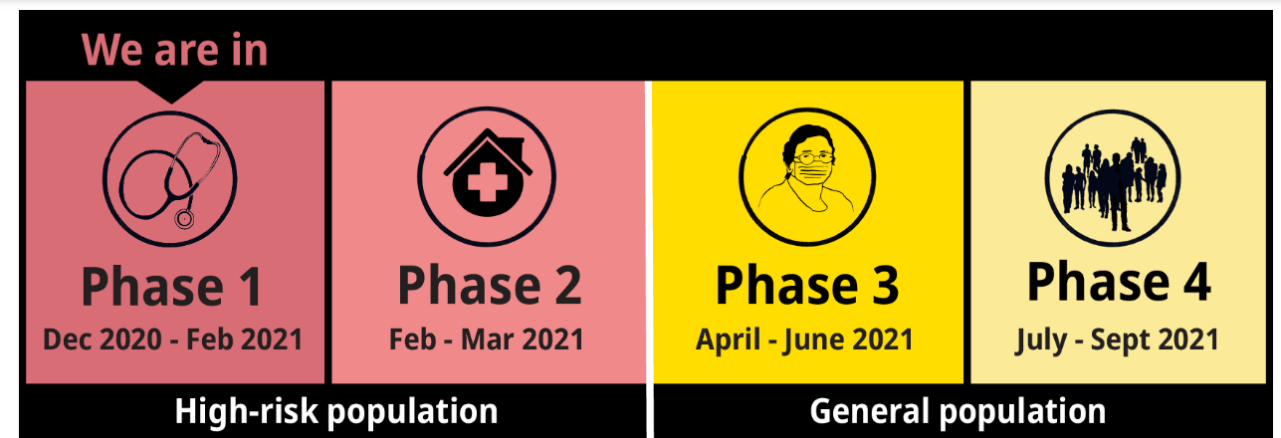 We are in
Phase 1
Dec 2020 - Feb 2021
Phase 2
Feb - Mar 2021
High-risk population
Phase 3
April - June 2021
Phase 4
July - Sept 2021
General population